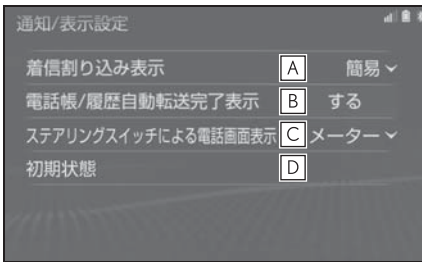 通知/表示設定
着信割り込み表示 A 簡易
電話帳/履歴自動転送完了表示 B する
ステアリングスイッチによる電話画面表示 C メーター
初期状態 D